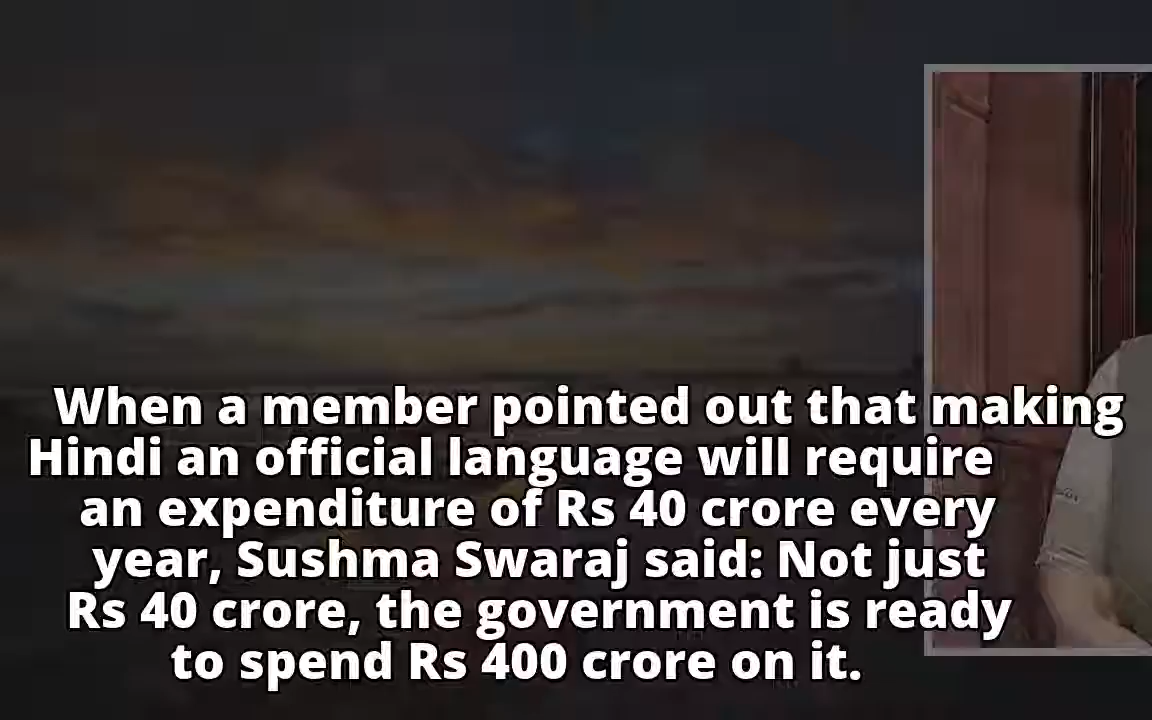 When a member pointed out that making
Hindi an official language will require
an expenditure of Rs 40 crore every
year, Sushma Swaraj said: Not just
Rs 40 crore, the government is ready
to spend Rs 400 crore on it.